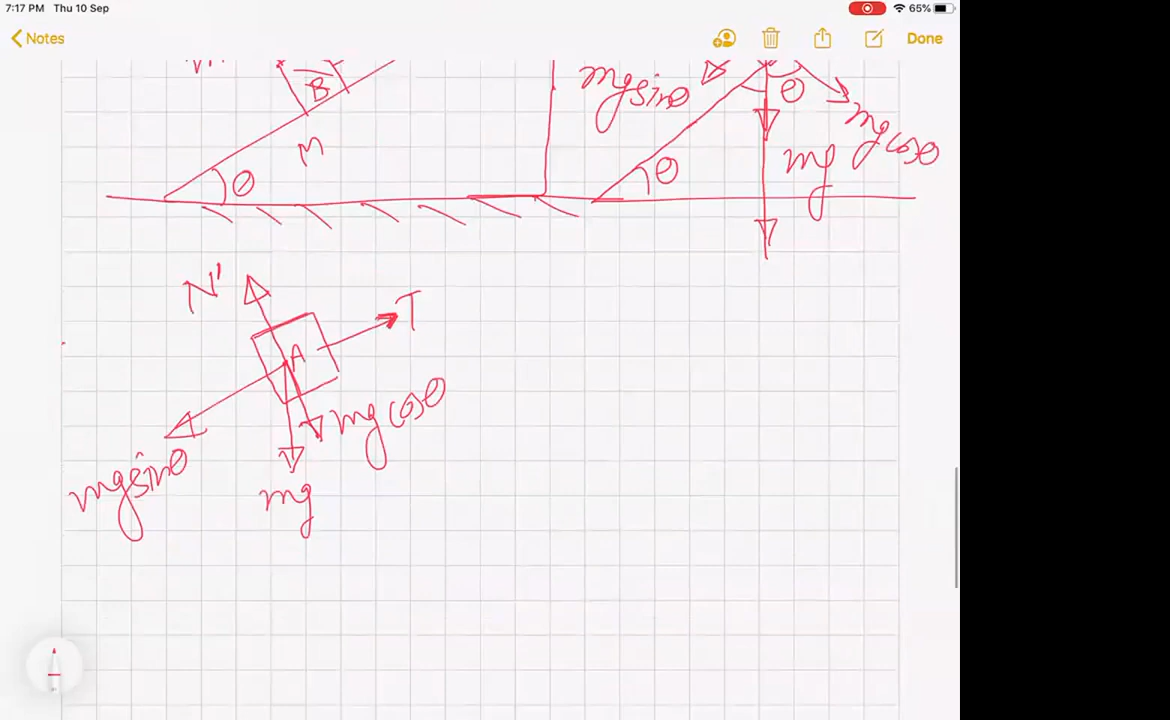 7:17 PM Thu 10 Sep
65%
Notes
Done
B
M
θ
mg sinθ
θ
mg cosθ
mg
θ
N'
T
A
mg cosθ
mg sinθ
mg